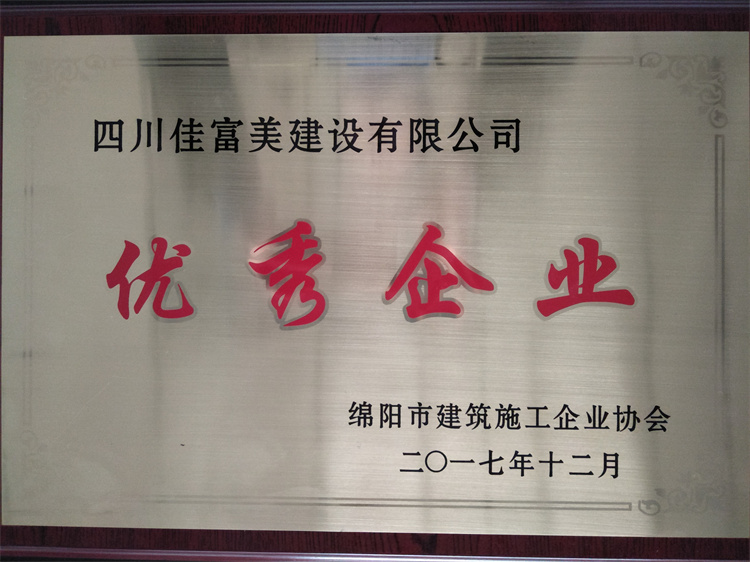 四川佳富美建设有限公司
优秀企业
绵阳市建筑施工企业协会
二〇一七年十二月